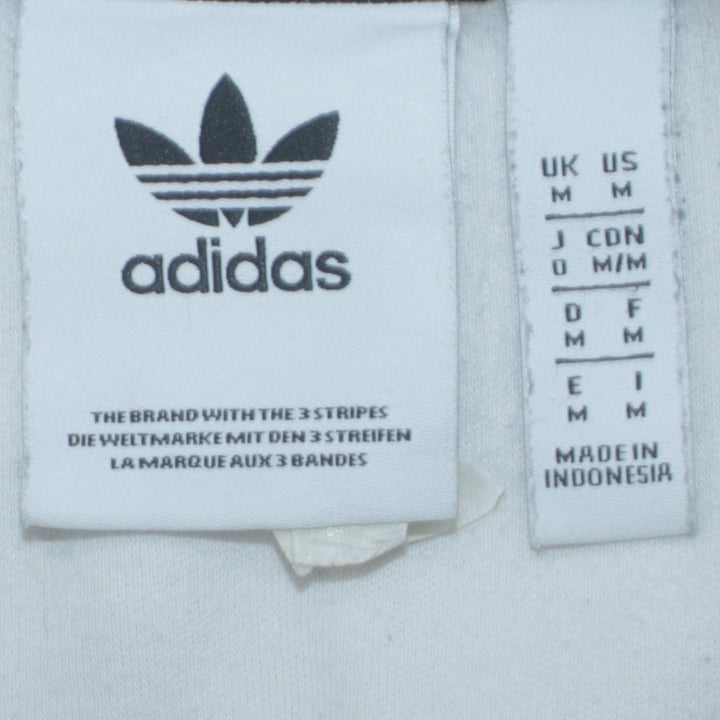 adidas
THE BRAND WITH THE 3 STRIPES
DIE WELTMARKE MIT DEN 3 STREIFEN
LA MARQUE AUX 3 BANDES
UK US
M M
J CDN
O M/M
D F
M M
E I
M M
MADE IN
INDONESIA